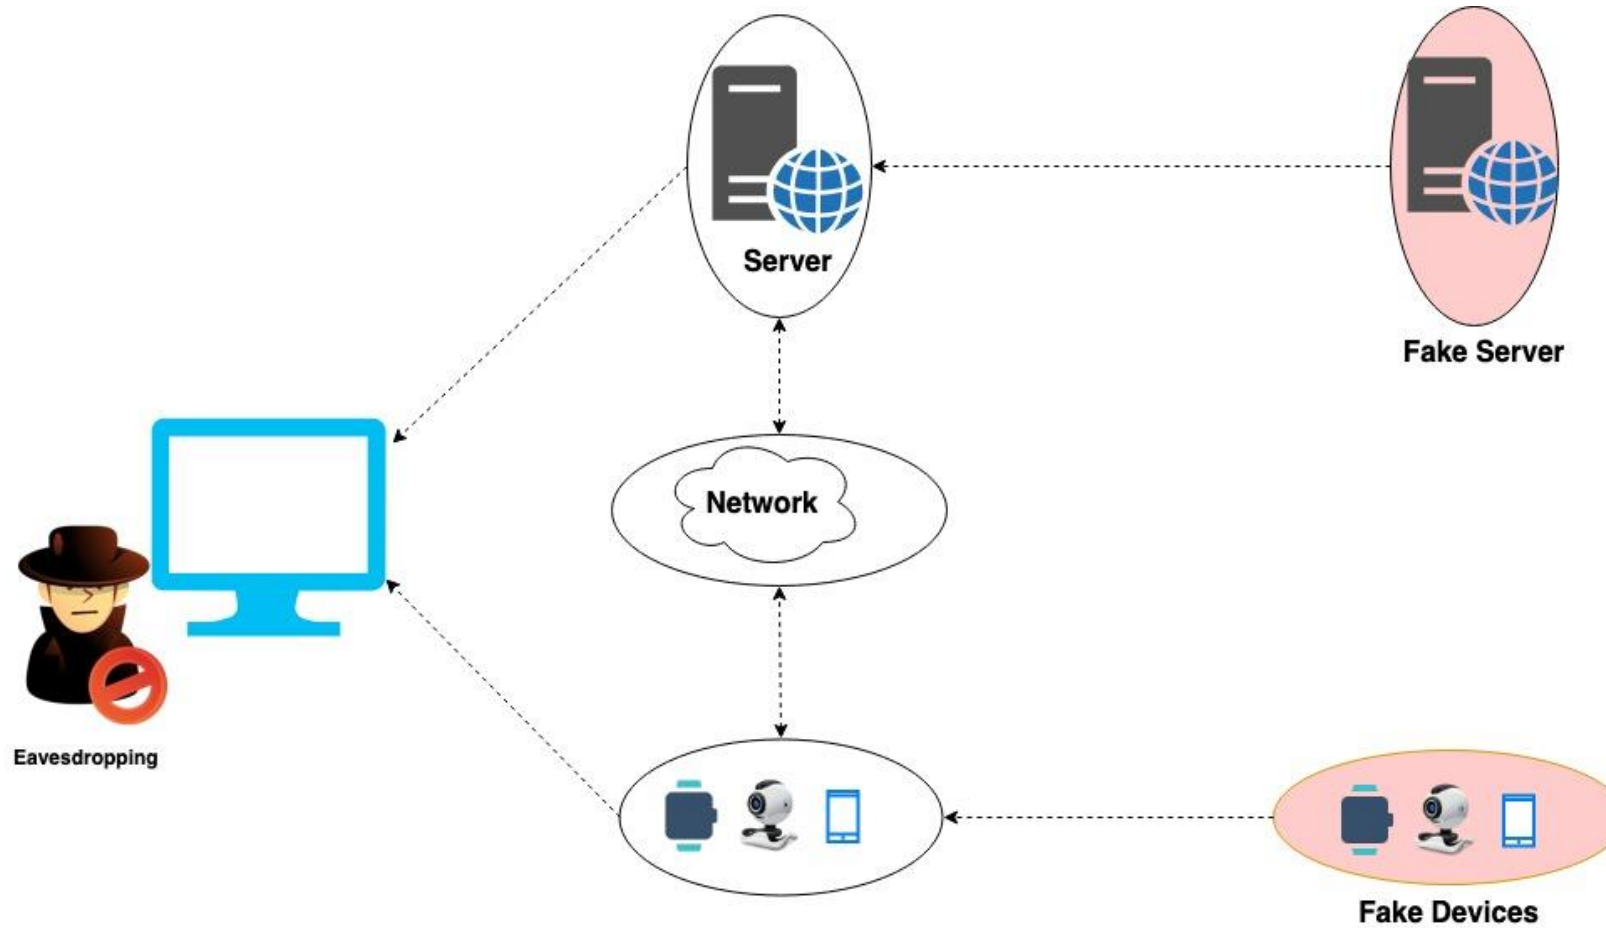 Server
Fake Server
Network
Eavesdropping
Fake Devices